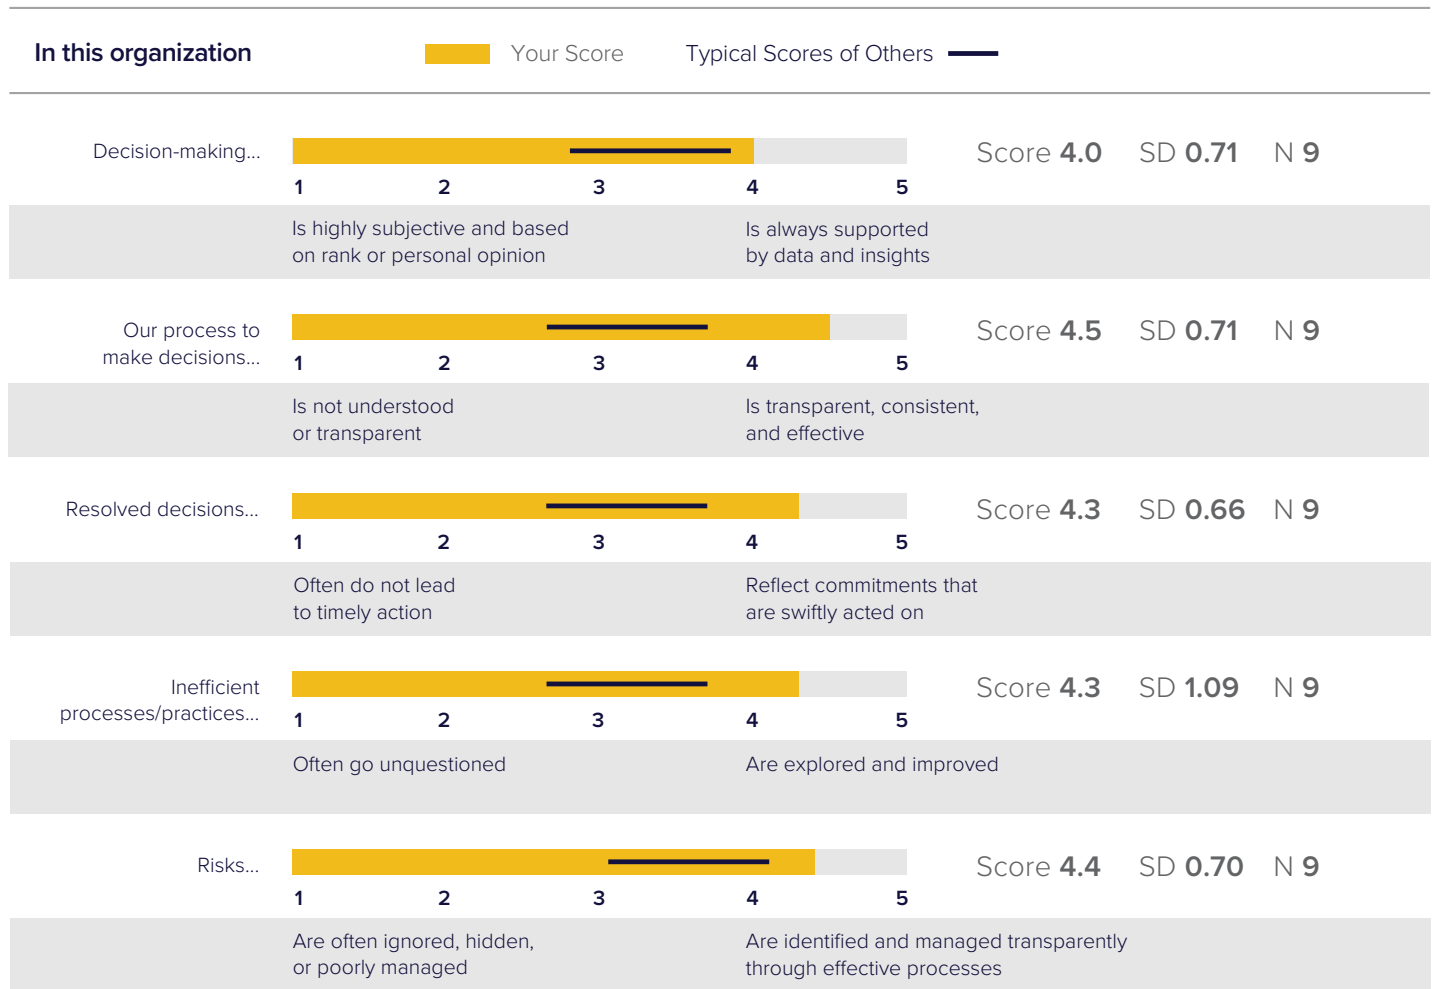 In this organization Your Score Typical Scores of Others
Decision-making... Score 4.0 SD 0.71 N 9
1 2 3 4 5
Is highly subjective and based
on rank or personal opinion
Is always supported
by data and insights
Our process to
make decisions...
Score 4.5 SD 0.71 N 9
1 2 3 4 5
Is not understood
or transparent
Is transparent, consistent,
and effective
Resolved decisions... Score 4.3 SD 0.66 N 9
1 2 3 4 5
Often do not lead
to timely action
Reflect commitments that
are swiftly acted on
Inefficient
processes/practices...
Score 4.3 SD 1.09 N 9
1 2 3 4 5
Often go unquestioned
Are explored and improved
Risks... Score 4.4 SD 0.70 N 9
1 2 3 4 5
Are often ignored, hidden,
or poorly managed
Are identified and managed transparently
through effective processes